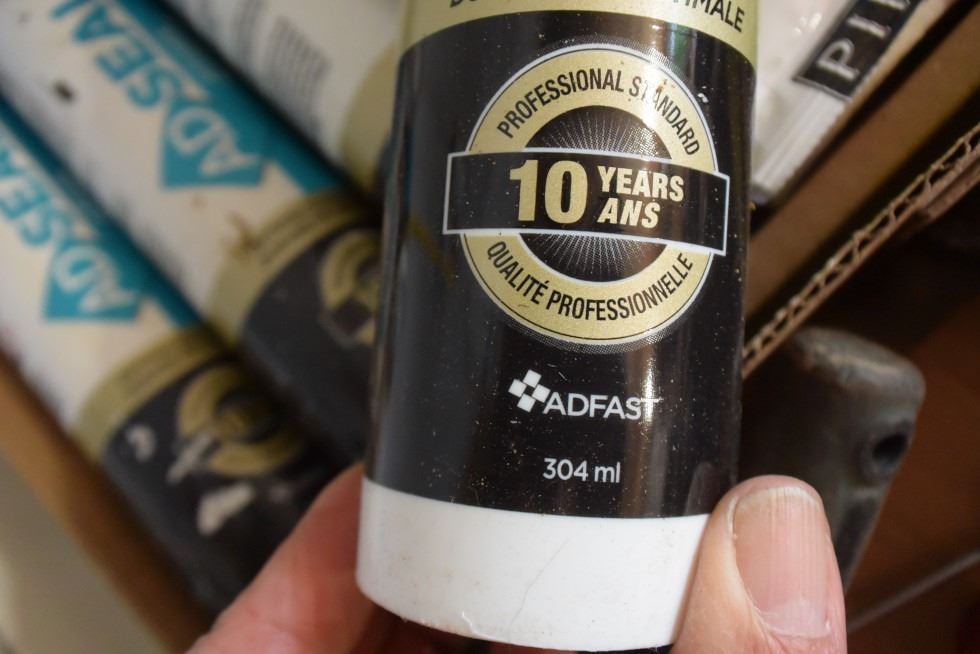 PROFESSIONAL STANDARD
10 YEARS
ANS
QUALITÉ PROFESSIONNELLE
ADFAST
304 ml
ADSEAL
ADSEAL